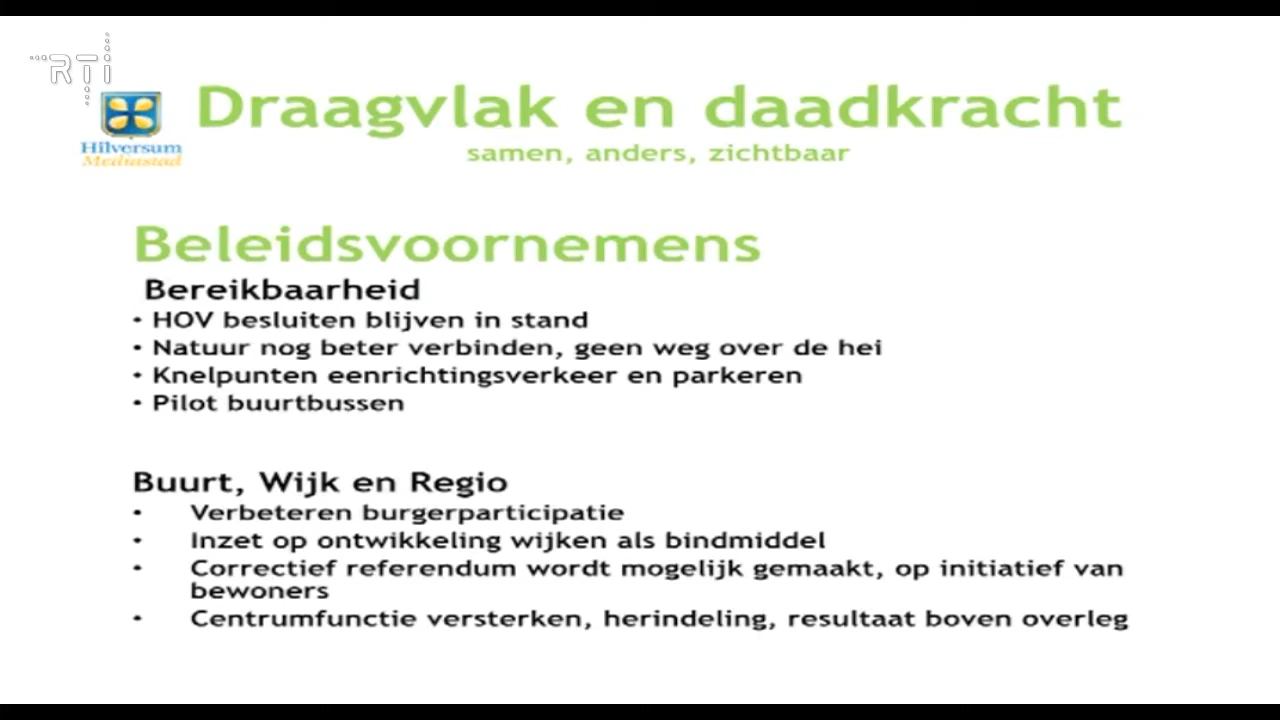 RTi
Draagvlak en daadkracht
samen, anders, zichtbaar
Hilversum
Mediastad
Beleidsvoornemens
Bereikbaarheid
• HOV besluiten blijven in stand
• Natuur nog beter verbinden, geen weg over de hei
• Knelpunten eenrichtingsverkeer en parkeren
• Pilot buurtbussen
Buurt, Wijk en Regio
• Verbeteren burgerparticipatie
• Inzet op ontwikkeling wijken als bindmiddel
• Correctief referendum wordt mogelijk gemaakt, op initiatief van
bewoners
• Centrumfunctie versterken, herindeling, resultaat boven overleg